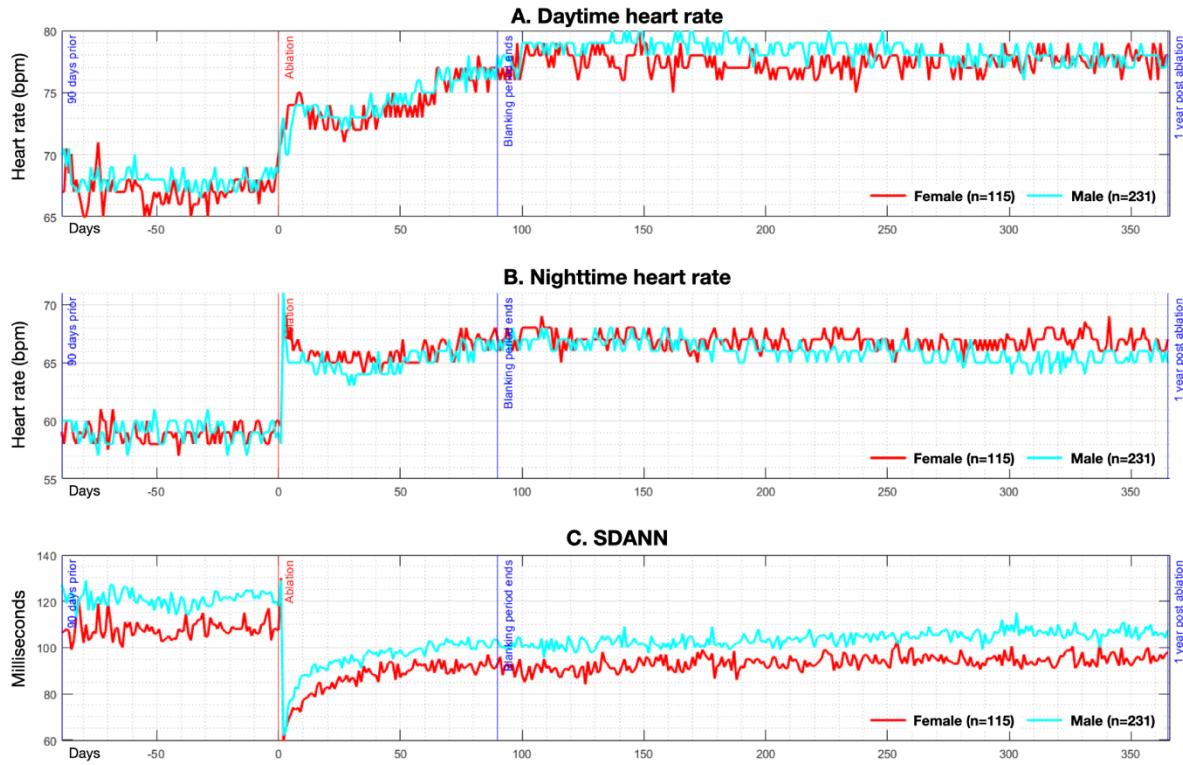 A. Daytime heart rate
Heart rate (bpm)
80
75
70
65
90 days prior
Ablation
Blanking period ends
1 year post ablation
Female (n=115) Male (n=231)
Days -50 0 50 100 150 200 250 300 350
B. Nighttime heart rate
Heart rate (bpm)
70
65
60
55
90 days prior
Ablation
Blanking period ends
1 year post ablation
Female (n=115) Male (n=231)
Days -50 0 50 100 150 200 250 300 350
C. SDANN
Milliseconds
140
120
100
80
60
90 days prior
Ablation
Blanking period ends
1 year post ablation
Female (n=115) Male (n=231)
Days -50 0 50 100 150 200 250 300 350